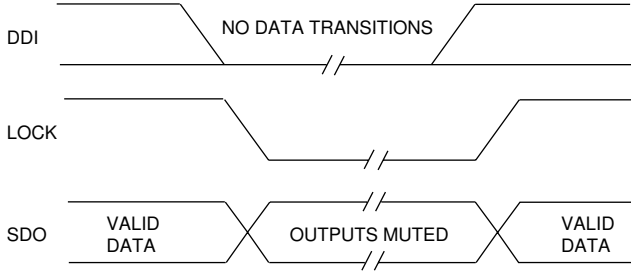 DDI
NO DATA TRANSITIONS
LOCK
SDO
VALID
DATA
OUTPUTS MUTED
VALID
DATA